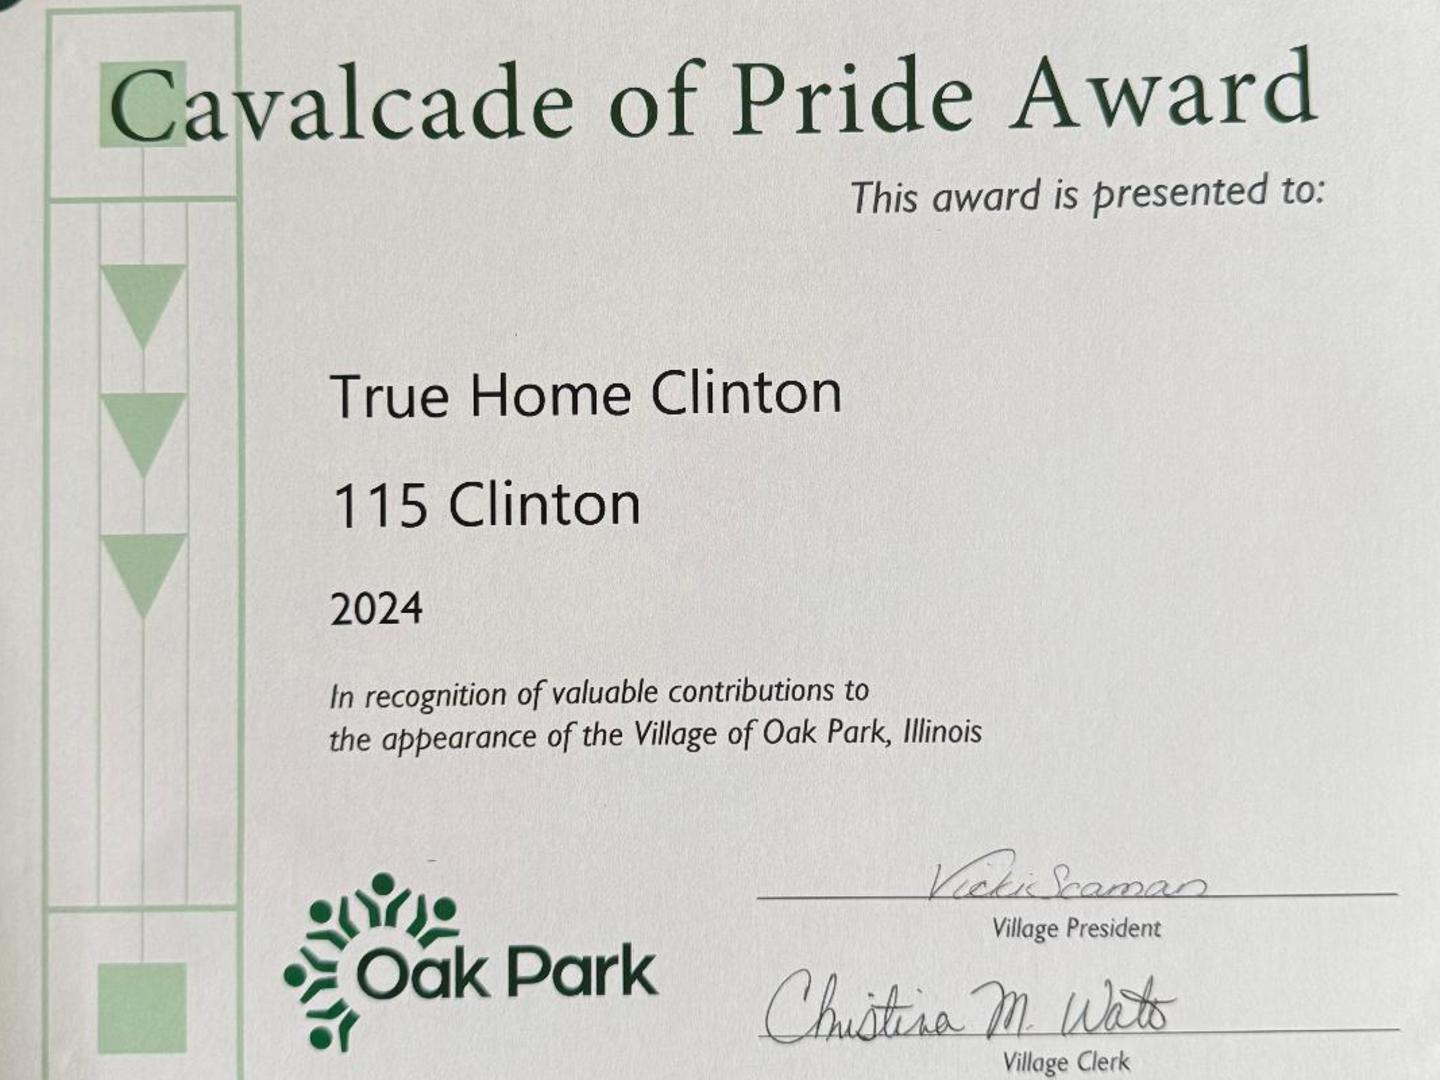 Cavalcade of Pride Award
This award is presented to:
True Home Clinton
115 Clinton
2024
In recognition of valuable contributions to
the appearance of the Village of Oak Park, Illinois
Oak Park
Vicki Scaman
Village President
Christina M. Waters
Village Clerk